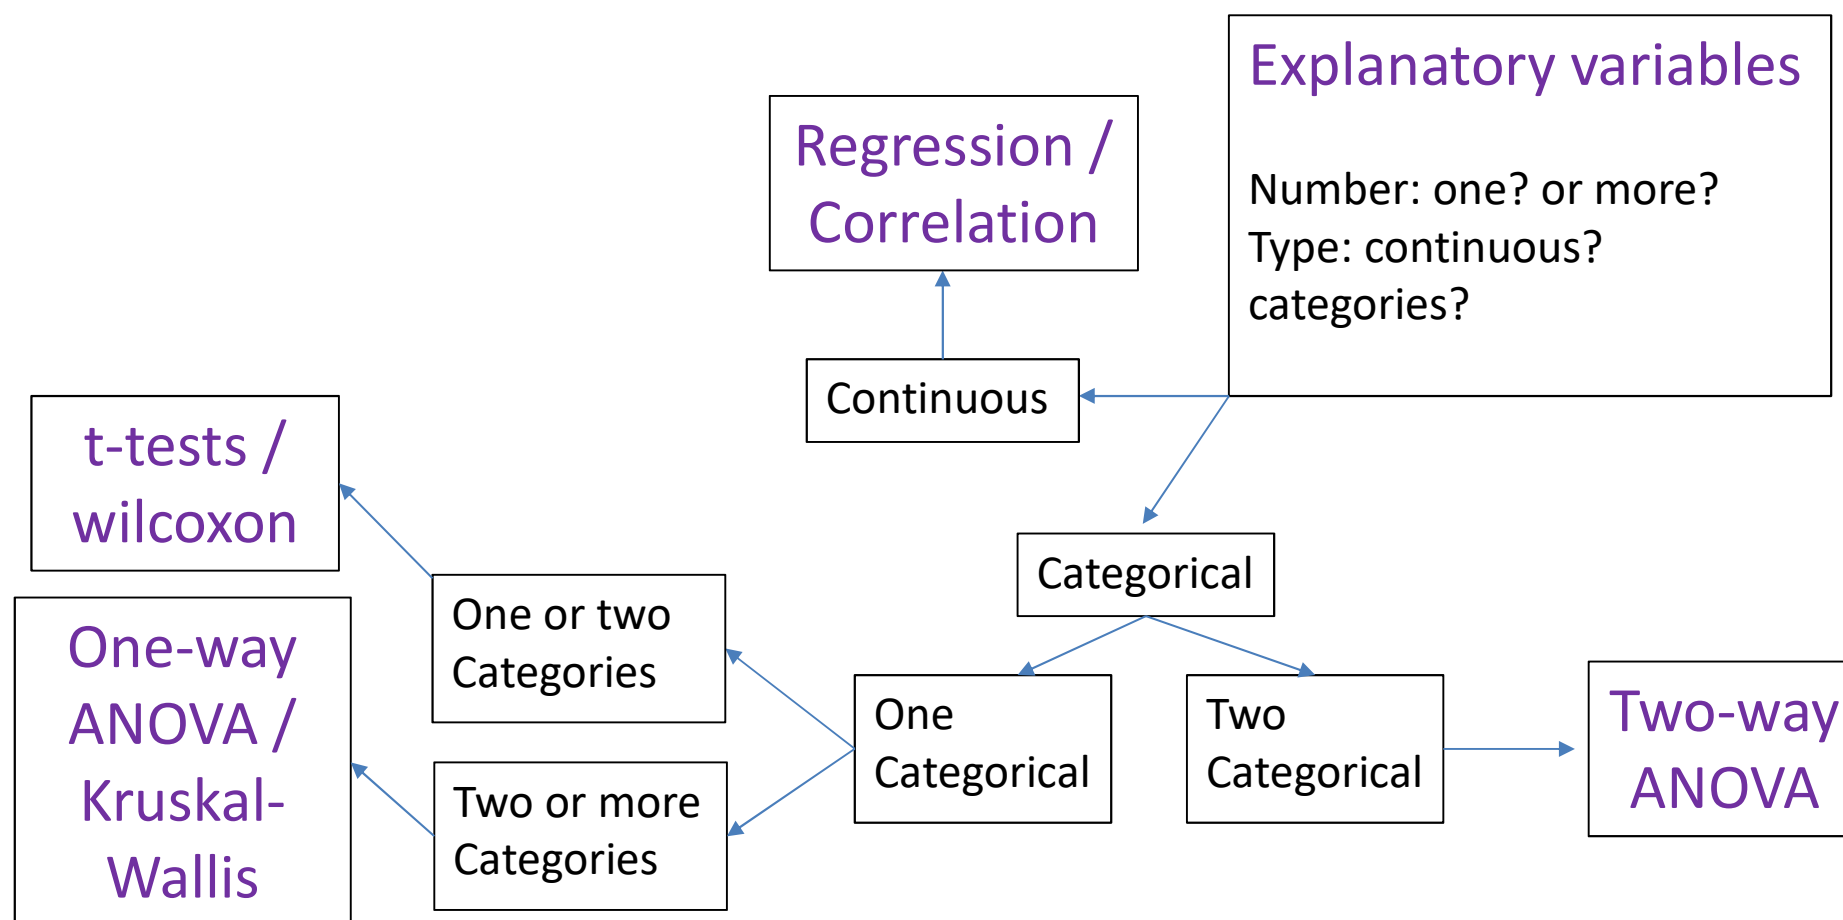 Explanatory variables
Number: one? or more?
Type: continuous?
categories?
Regression /
Correlation
Continuous
Categorical
t-tests /
wilcoxon
One or two
Categories
One-way
ANOVA /
Kruskal-
Wallis
Two or more
Categories
One
Categorical
Two
Categorical
Two-way
ANOVA